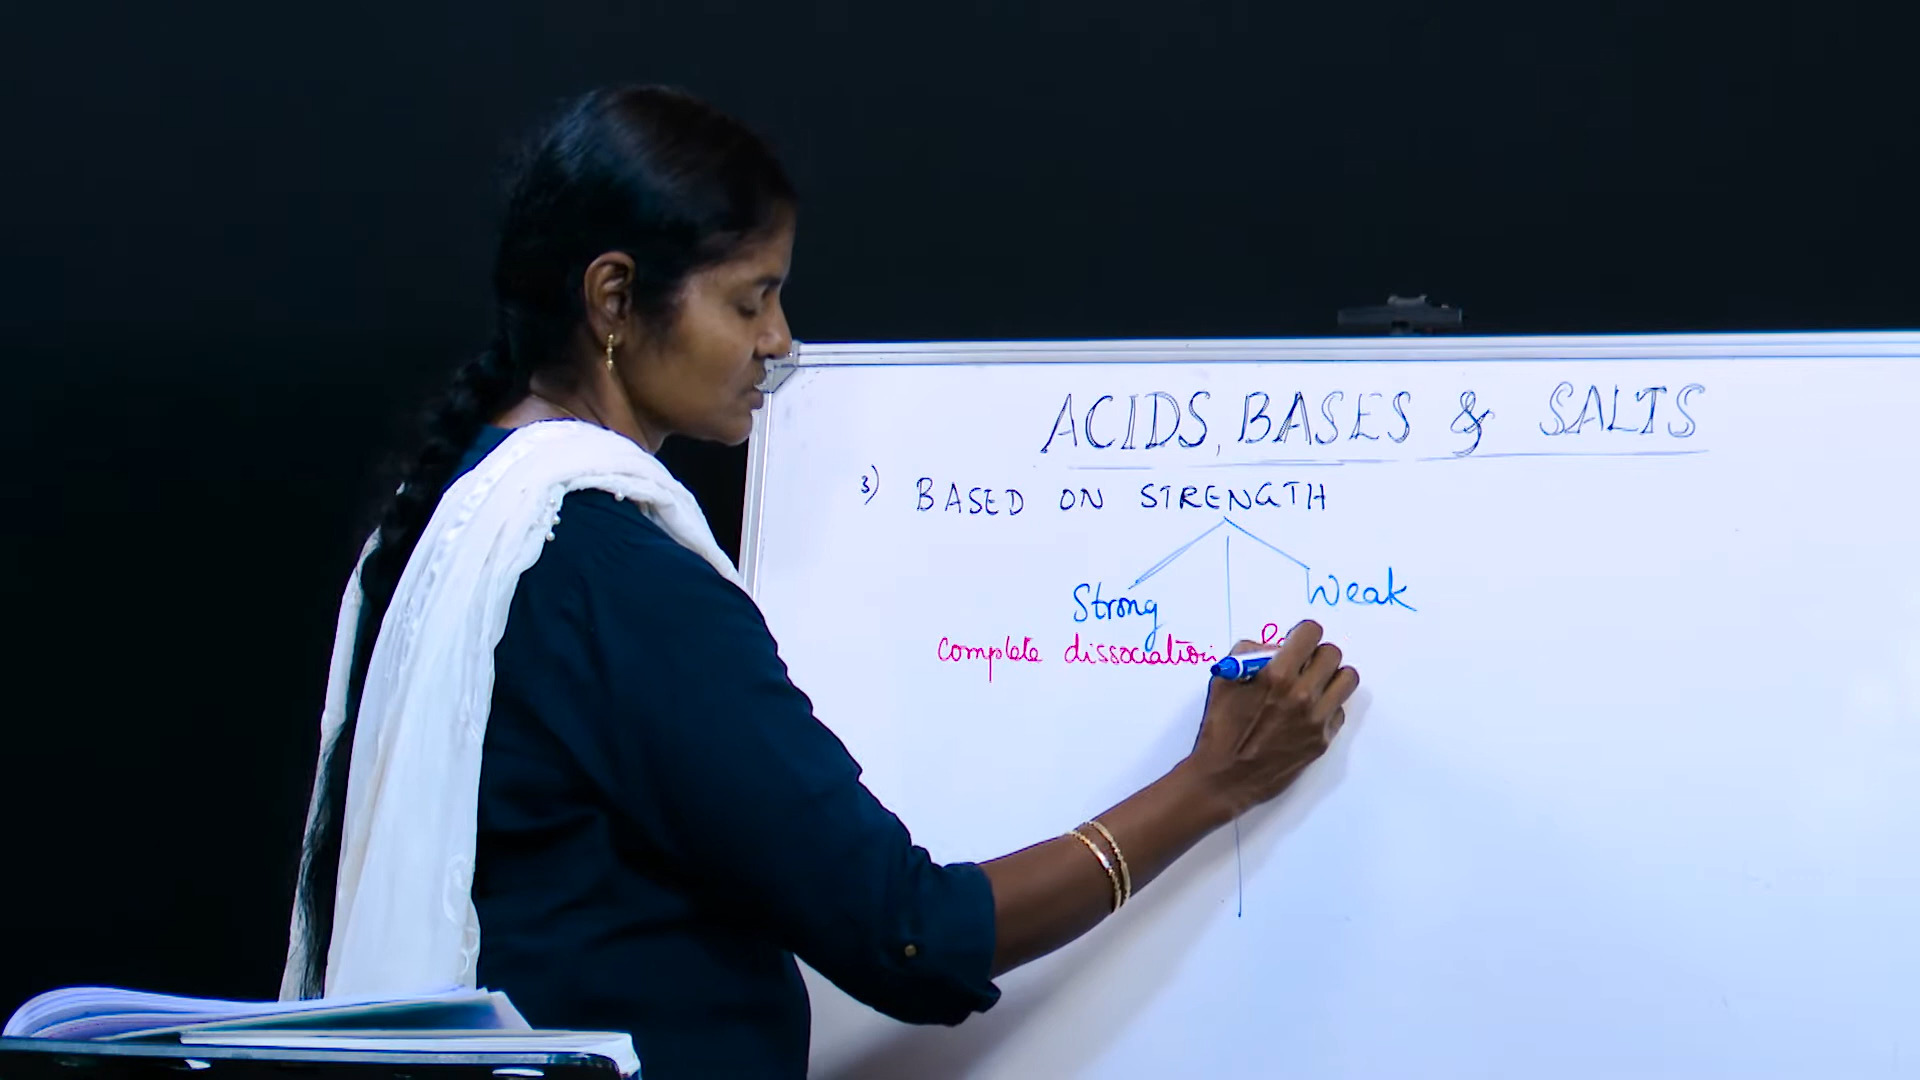 ACIDS, BASES & SALTS
3) BASED ON STRENGTH
Strong Weak
Complete dissociation